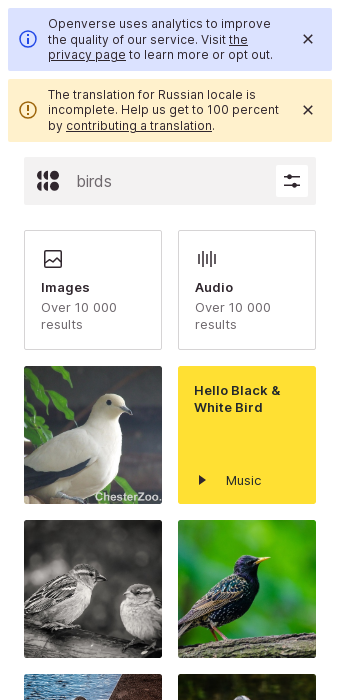 Openverse uses analytics to improve
the quality of our service. Visit the
privacy page to learn more or opt out.
The translation for Russian locale is
incomplete. Help us get to 100 percent
by contributing a translation.
birds
Images
Over 10 000
results
Audio
Over 10 000
results
ChesterZoo.
Hello Black &
White Bird
Music